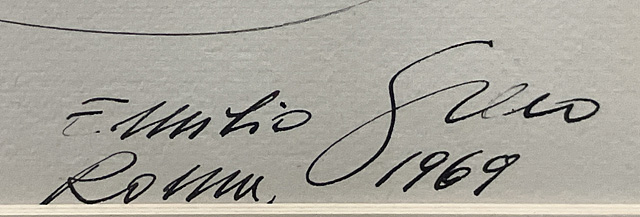 Emilio Greco
Roma, 1969